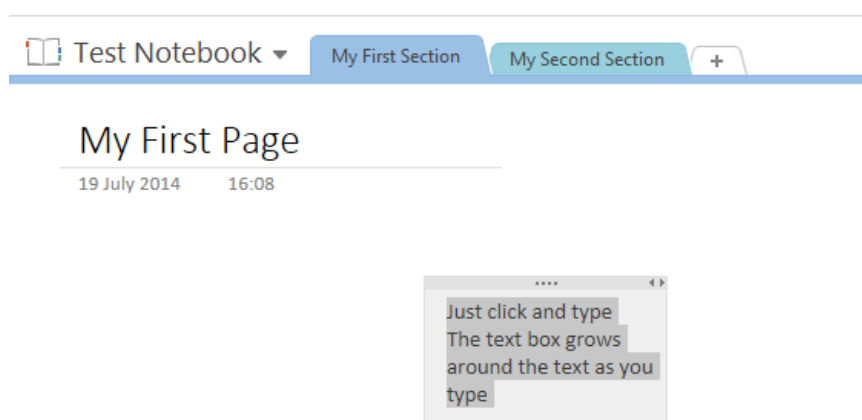 Test Notebook
My First Section
My Second Section
+
My First Page
19 July 2014 16:08
Just click and type
The text box grows
around the text as you
type